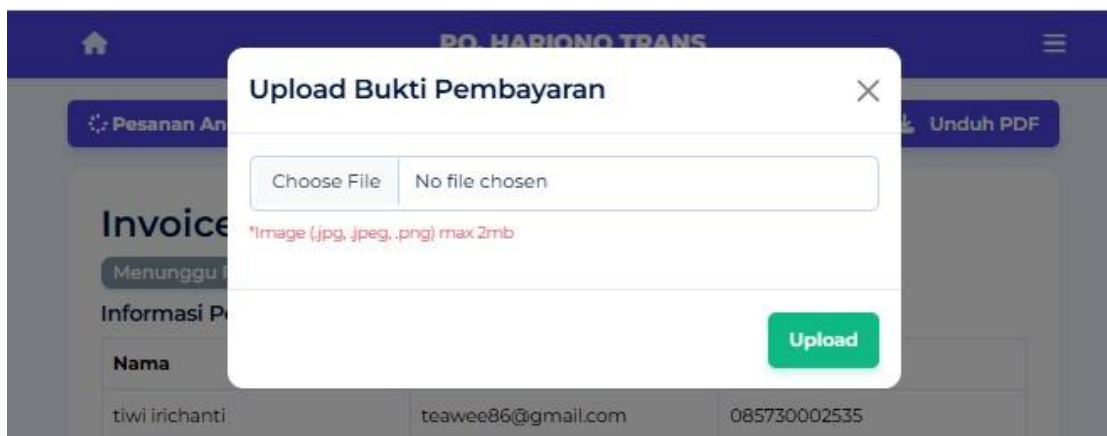 PO. HARIONO TRANS
Upload Bukti Pembayaran
Pesanan An
Unduh PDF
Choose File No file chosen
Invoice
*Image (.jpg, .jpeg, .png) max 2mb
Menunggu
Informasi P
Upload
Nama
tiwi irichanti teawee86@gmail.com 085730002535